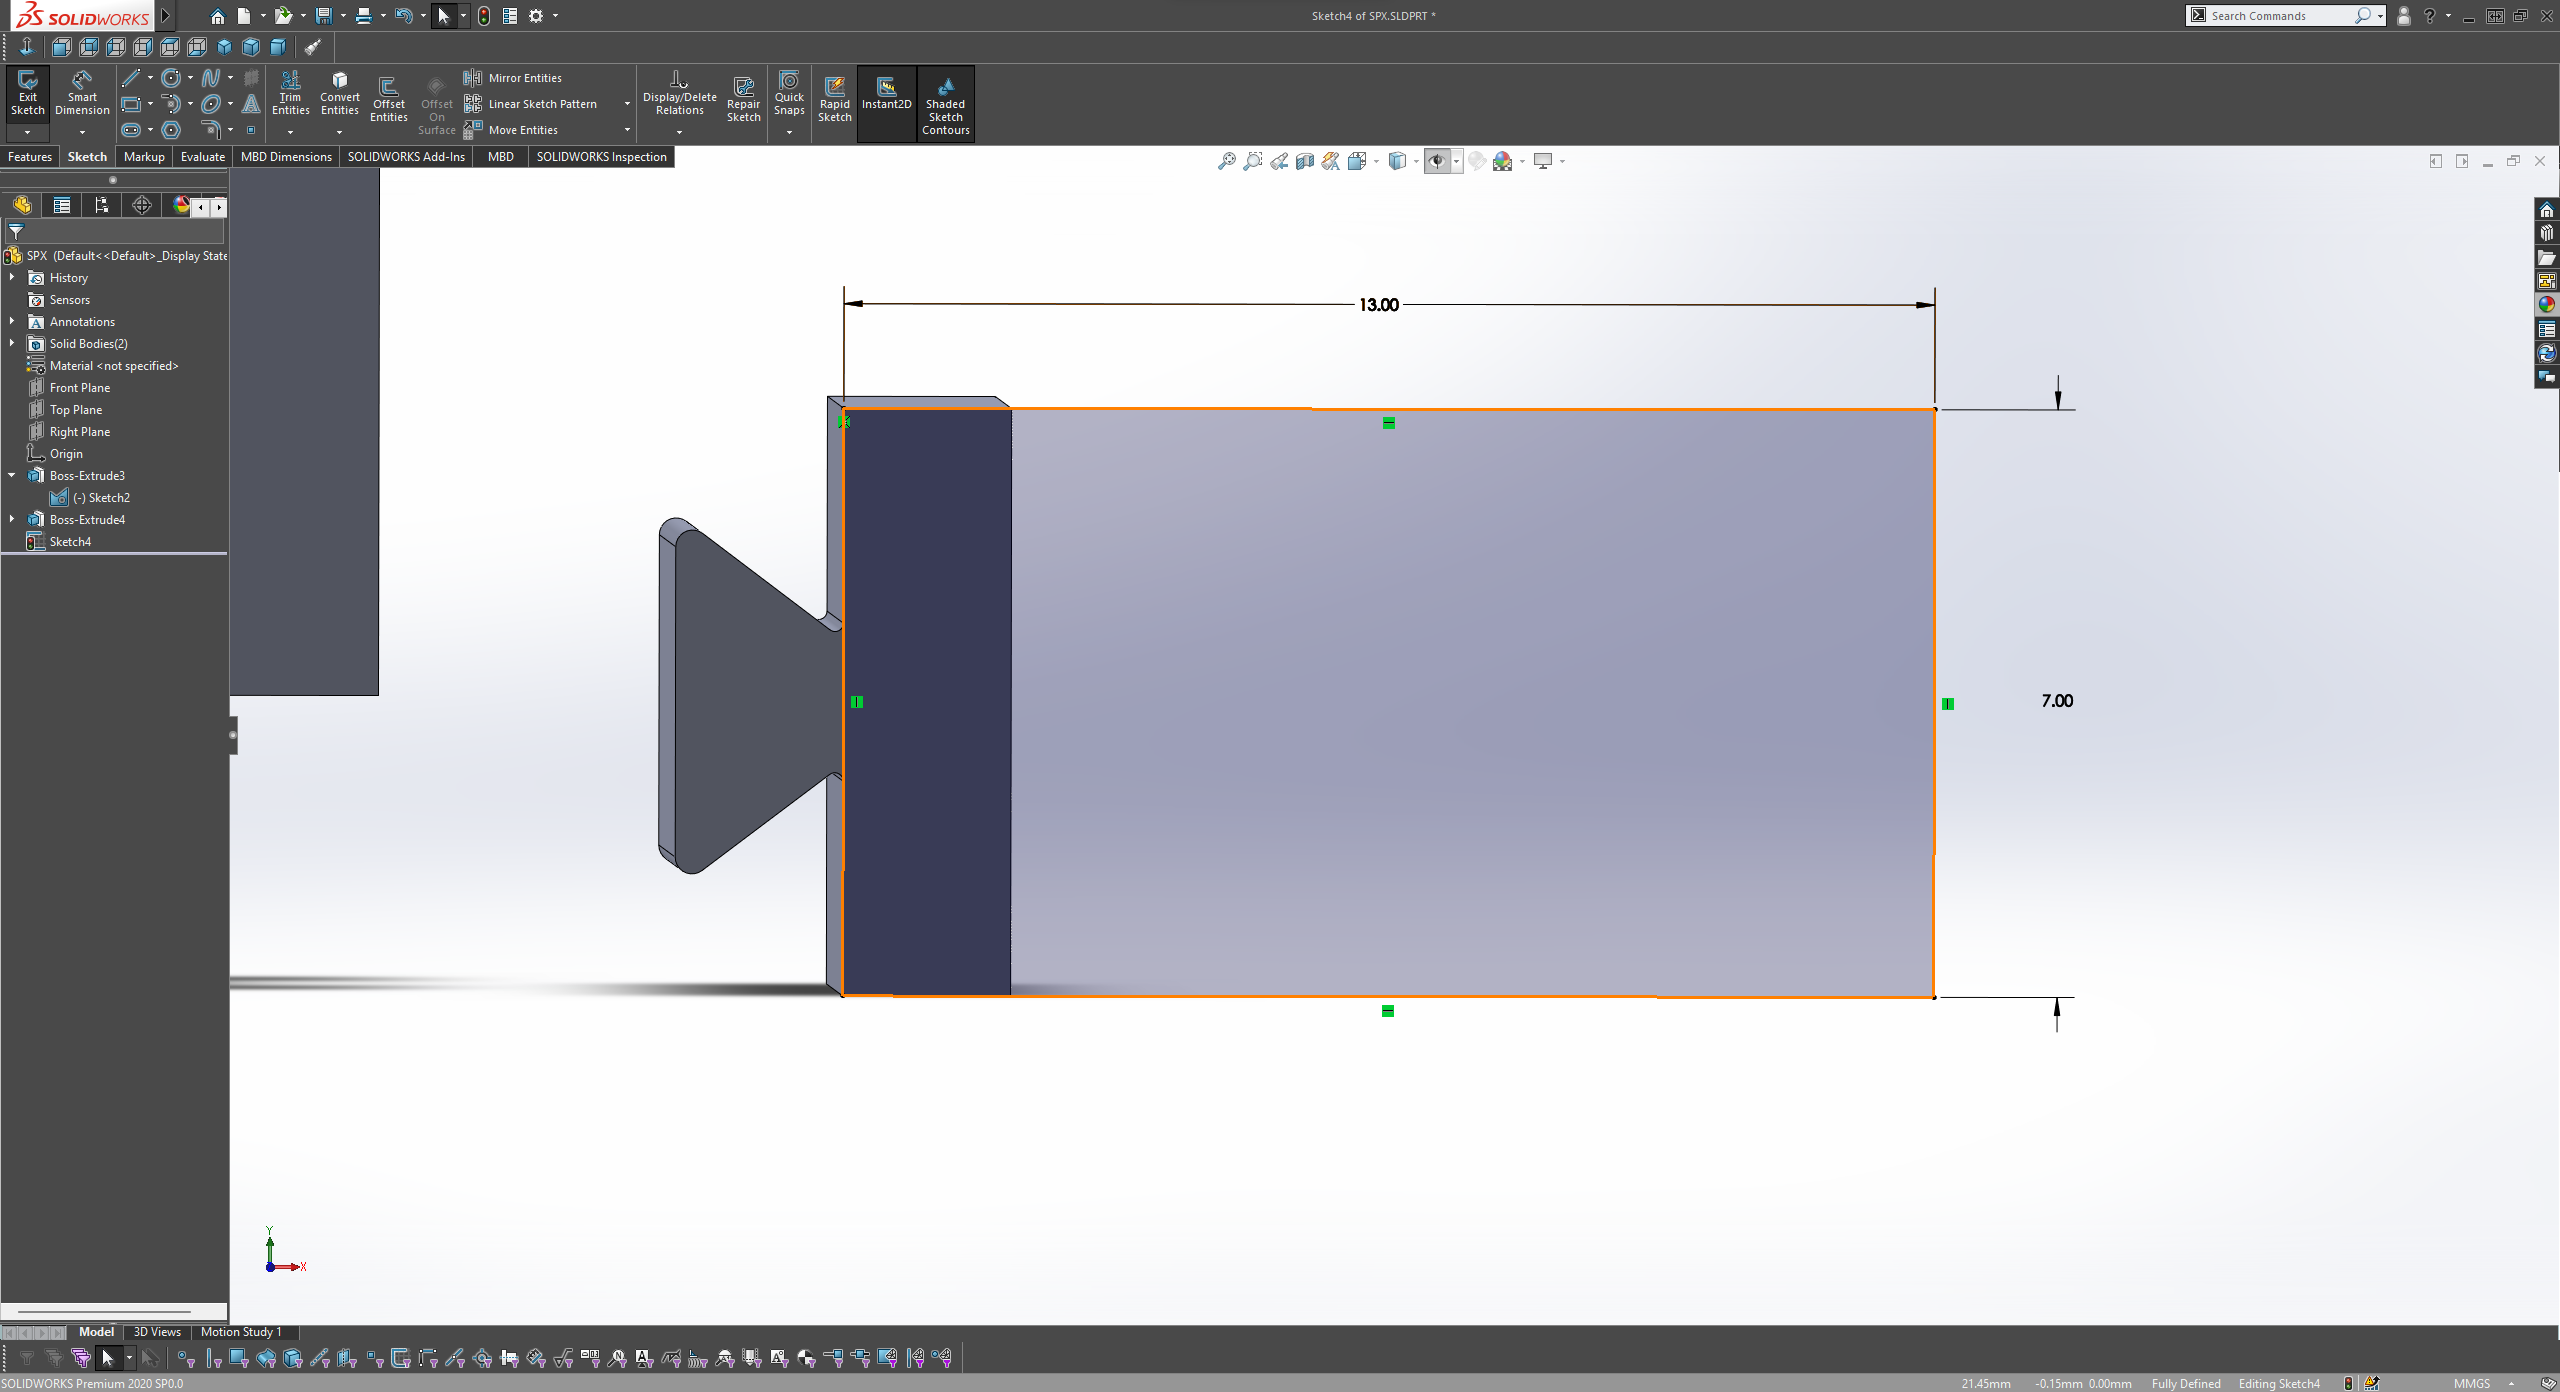 SOLIDWORKS
Sketch4 of SPX.SLDPRT *
Search Commands
Exit Sketch
Smart Dimension
Trim Entities
Convert Entities
Offset Entities
Offset On Surface
Mirror Entities
Linear Sketch Pattern
Move Entities
Display/Delete Relations
Repair Sketch
Quick Snaps
Rapid Sketch
Instant2D
Shaded Sketch Contours
Features
Sketch
Markup
Evaluate
MBD Dimensions
SOLIDWORKS Add-Ins
MBD
SOLIDWORKS Inspection
SPX (Default<<Default>_Display State
History
Sensors
Annotations
Solid Bodies(2)
Material <not specified>
Front Plane
Top Plane
Right Plane
Origin
Boss-Extrude3
(-) Sketch2
Boss-Extrude4
Sketch4
13.00
7.00
Y
X
Model
3D Views
Motion Study 1
SOLIDWORKS Premium 2020 SP0.0
21.45mm
-0.15mm
0.00mm
Fully Defined
Editing Sketch4
MMGS